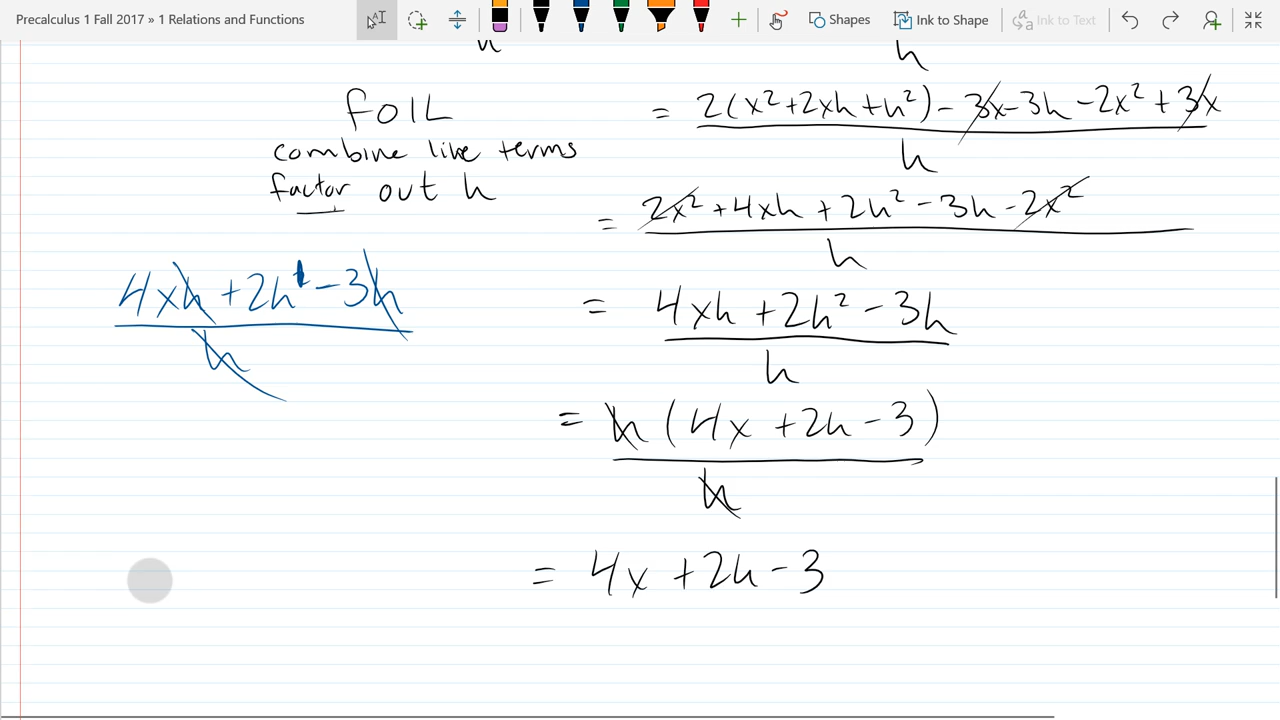 Precalculus 1 Fall 2017 » 1 Relations and Functions
Shapes
Ink to Shape
Ink to Text
h
h
FOIL
combine like terms
factor out h
= 2(x²+2xh+h²)-3x-3h-2x²+3x
h
= 2x²+4xh+2h²-3h-2x²
h
4xh+2h¹-3h
h
= 4xh+2h²-3h
h
= h(4x+2h-3)
h
= 4x+2h-3